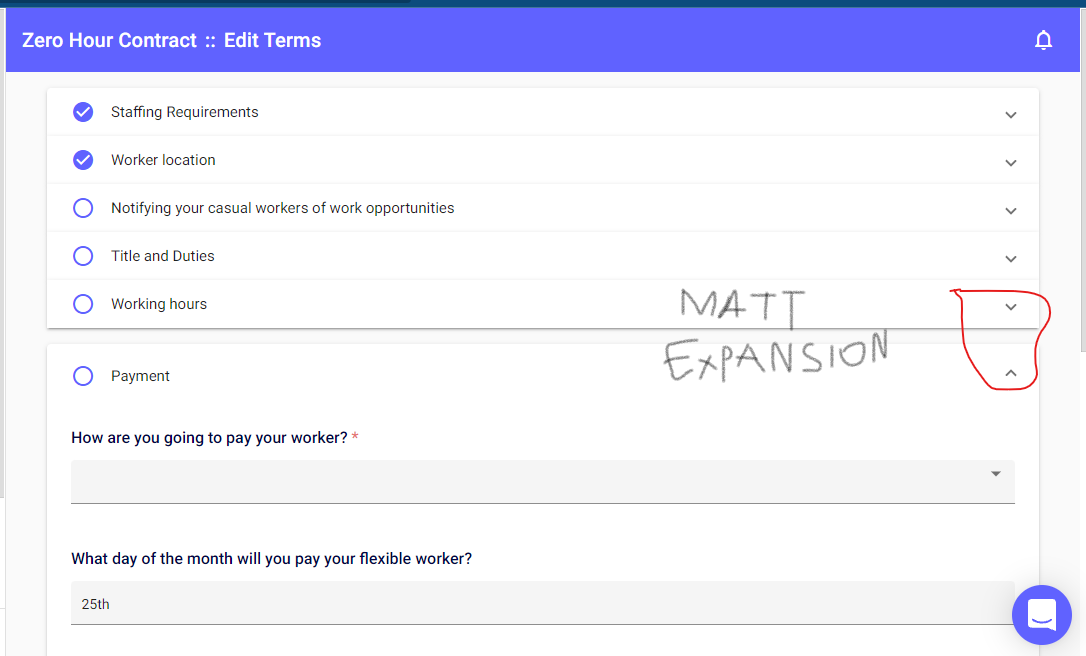 Zero Hour Contract :: Edit Terms
Staffing Requirements
Worker location
Notifying your casual workers of work opportunities
Title and Duties
Working hours
MATT
EXPANSION
Payment
How are you going to pay your worker? *
What day of the month will you pay your flexible worker?
25th